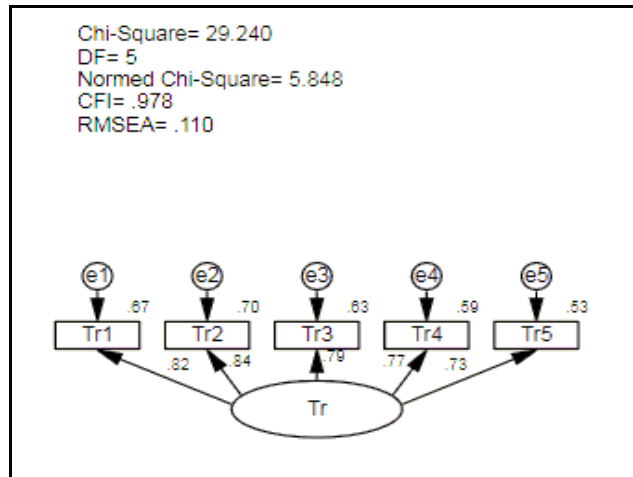 Chi-Square= 29.240
DF= 5
Normed Chi-Square= 5.848
CFI= .978
RMSEA= .110
e1 e2 e3 e4 e5
.67 .70 .63 .59 .53
Tr1 Tr2 Tr3 Tr4 Tr5
.82 .84 .79 .77 .73
Tr